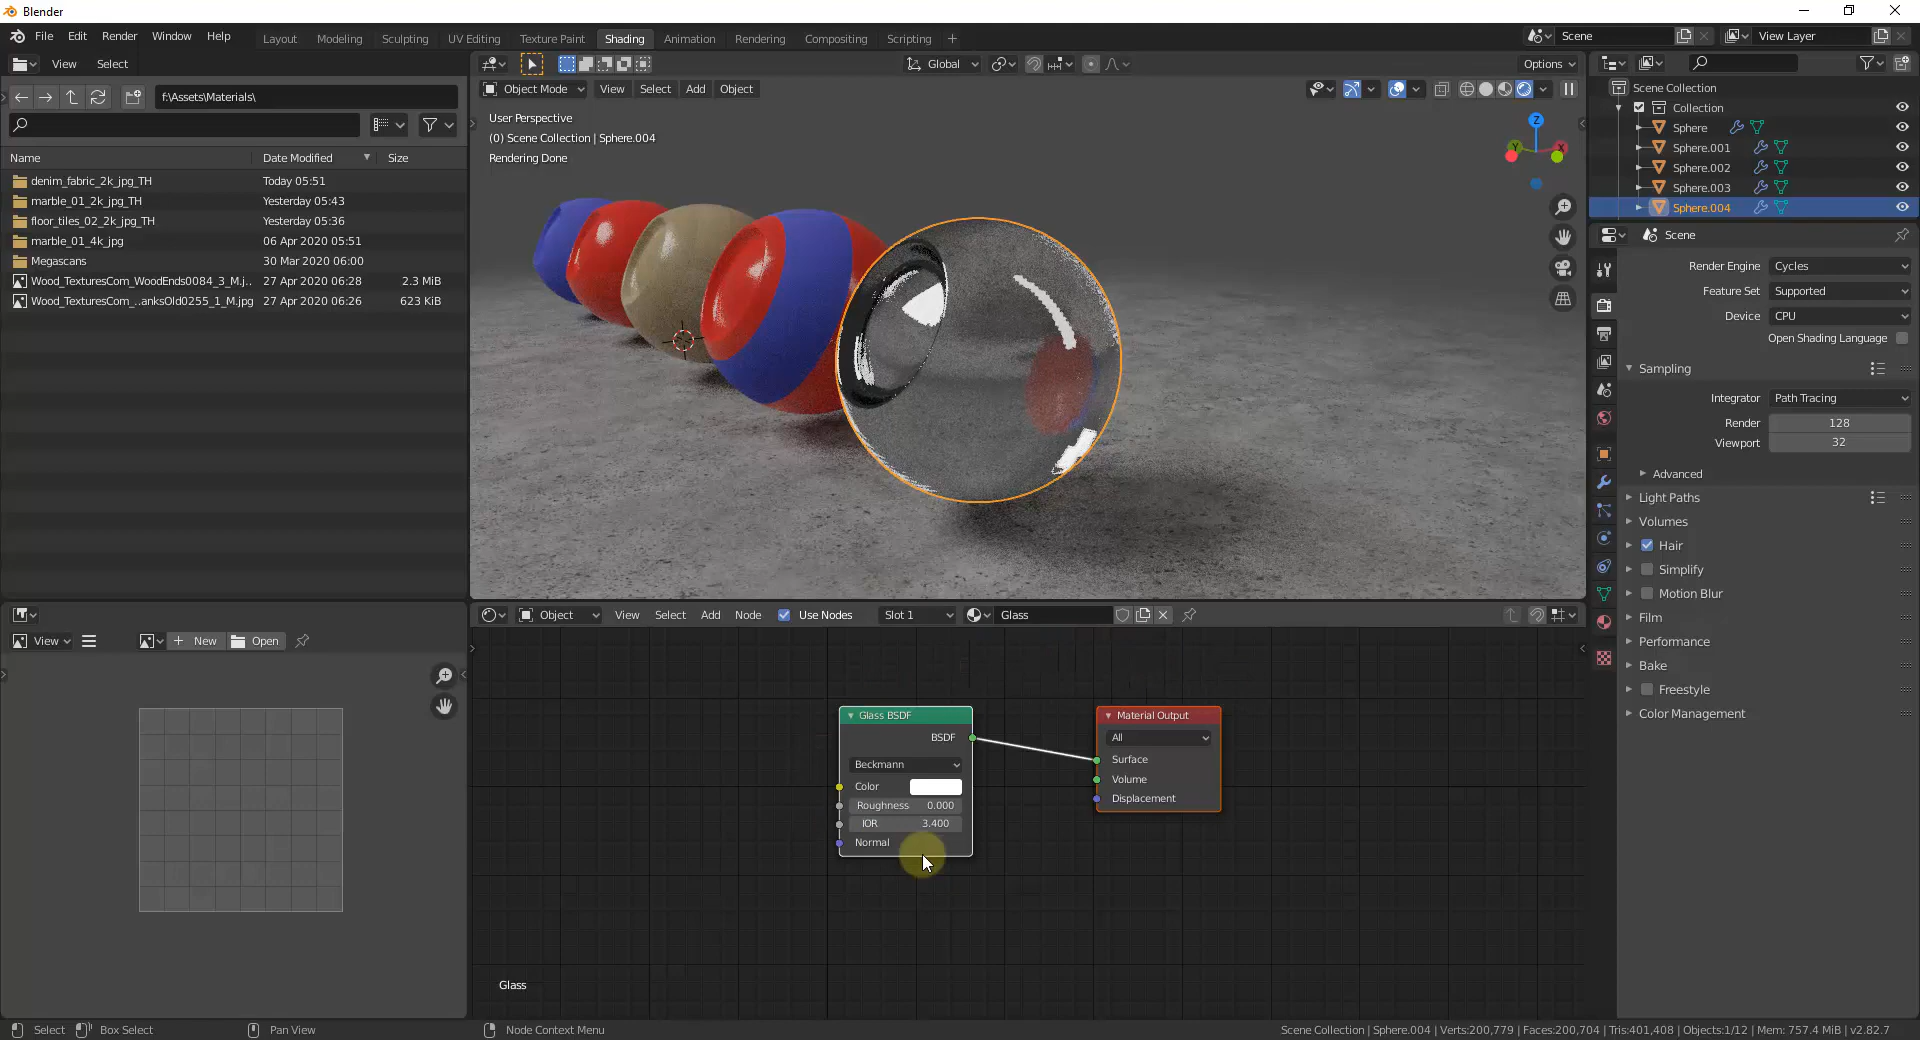 Blender
File Edit Render Window Help
Layout Modeling Sculpting UV Editing Texture Paint Shading Animation Rendering Compositing Scripting +
Scene
View Layer
View Select
Global
Options
f:\Assets\Materials\
Object Mode View Select Add Object
Name Date Modified Size
denim_fabric_2k_jpg_TH Today 05:51
marble_01_2k_jpg_TH Yesterday 05:43
floor_tiles_02_2k_jpg_TH Yesterday 05:36
marble_01_4k_jpg 06 Apr 2020 05:51
Megascans 30 Mar 2020 06:00
Wood_TexturesCom_WoodEnds0084_3_M.j.. 27 Apr 2020 06:28 2.3 MiB
Wood_TexturesCom_..anksOld0255_1_M.jpg 27 Apr 2020 06:26 623 KiB
User Perspective
(0) Scene Collection | Sphere.004
Rendering Done
Z
Y
X
Scene Collection
Collection
Sphere
Sphere.001
Sphere.002
Sphere.003
Sphere.004
Scene
Render Engine Cycles
Feature Set Supported
Device CPU
Open Shading Language
Sampling
Integrator Path Tracing
Render 128
Viewport 32
Advanced
Light Paths
Volumes
Hair
Simplify
Motion Blur
Film
Performance
Bake
Freestyle
Color Management
View New Open
Object View Select Add Node Use Nodes Slot 1 Glass
Glass BSDF
BSDF
Beckmann
Color
Roughness 0.000
IOR 3.400
Normal
Material Output
All
Surface
Volume
Displacement
Glass
Select Box Select Pan View Node Context Menu
Scene Collection | Sphere.004 | Verts:200,779 | Faces:200,704 | Tris:401,408 | Objects:1/12 | Mem: 757.4 MiB | v2.82.7